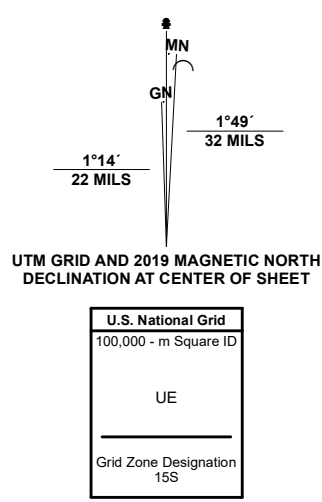 MN
GN
1°49´
32 MILS
1°14´
22 MILS
UTM GRID AND 2019 MAGNETIC NORTH
DECLINATION AT CENTER OF SHEET
U.S. National Grid
100,000 - m Square ID
UE
Grid Zone Designation
15S